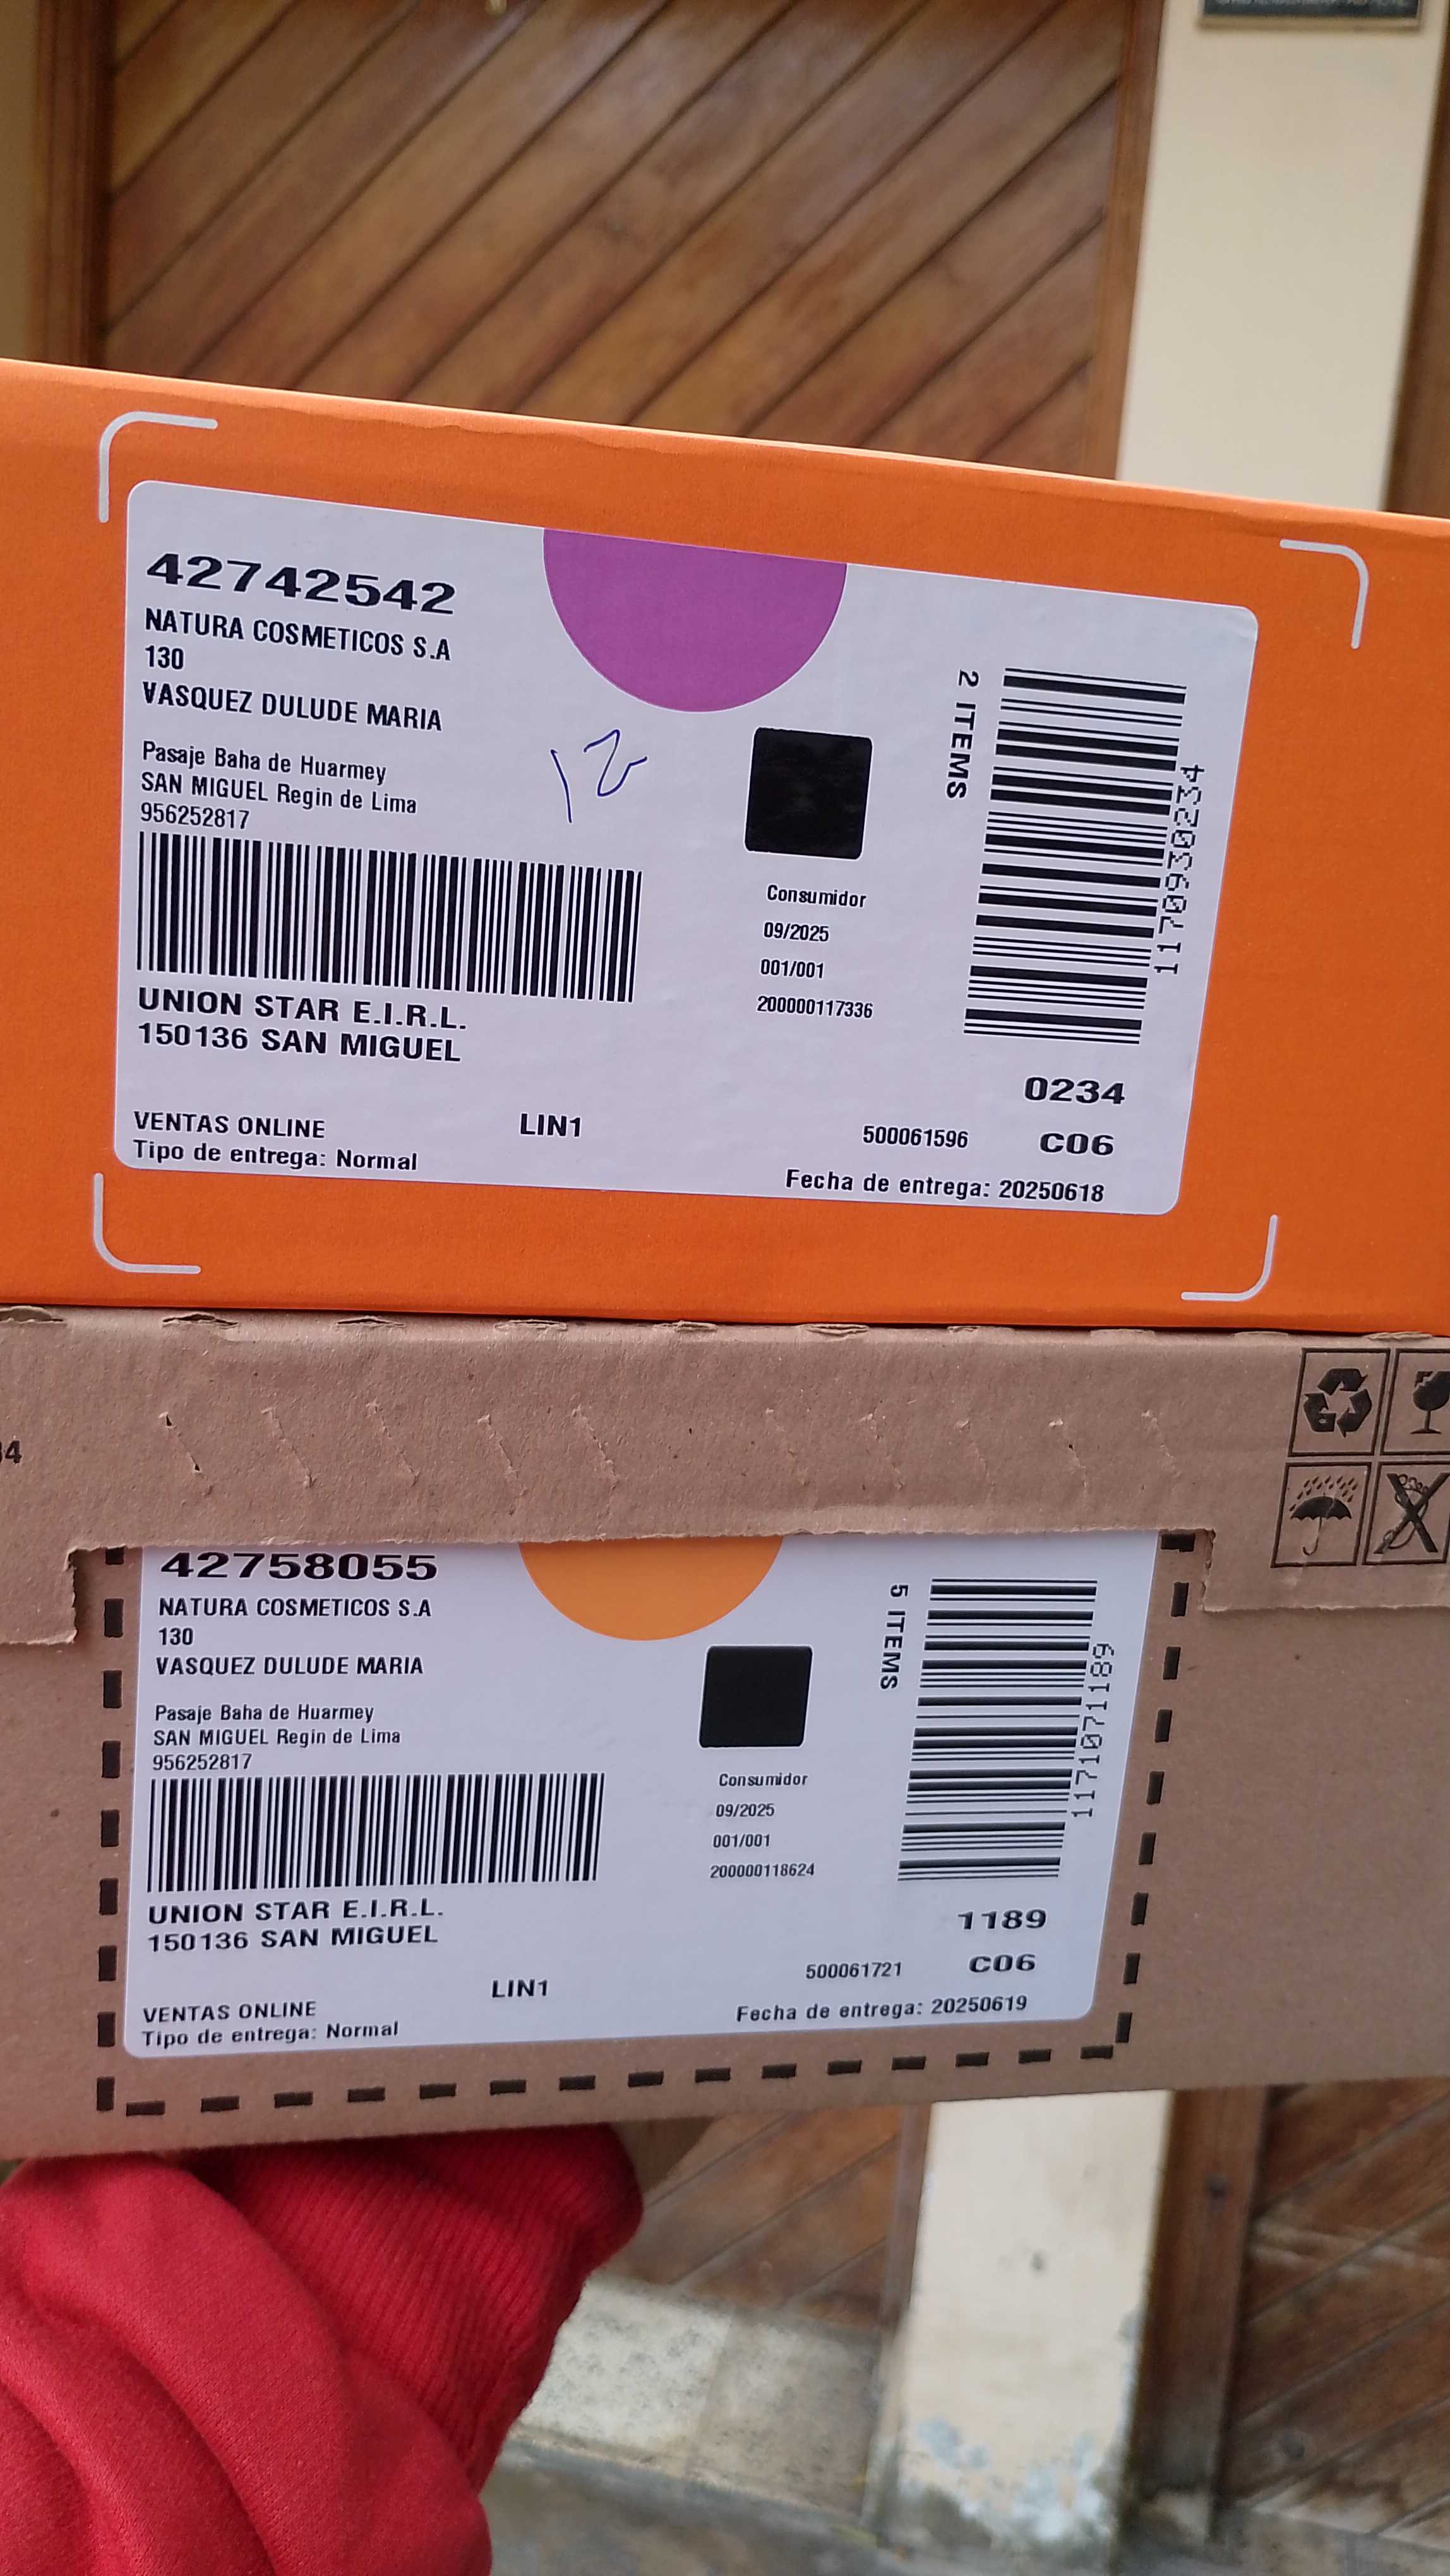 42742542
NATURA COSMETICOS S.A
130
VASQUEZ DULUDE MARIA
Pasaje Baha de Huarmey
SAN MIGUEL Regin de Lima
956252817
12
UNION STAR E.I.R.L.
150136 SAN MIGUEL
VENTAS ONLINE
Tipo de entrega: Normal
LIN1
Consumidor
09/2025
001/001
200000117336
2 ITEMS
1170930234
0234
500061596 C06
Fecha de entrega: 20250618
42758055
NATURA COSMETICOS S.A
130
VASQUEZ DULUDE MARIA
Pasaje Baha de Huarmey
SAN MIGUEL Regin de Lima
956252817
UNION STAR E.I.R.L.
150136 SAN MIGUEL
VENTAS ONLINE
Tipo de entrega: Normal
LIN1
Consumidor
09/2025
001/001
200000118624
5 ITEMS
1171071189
1189
500061721 C06
Fecha de entrega: 20250619